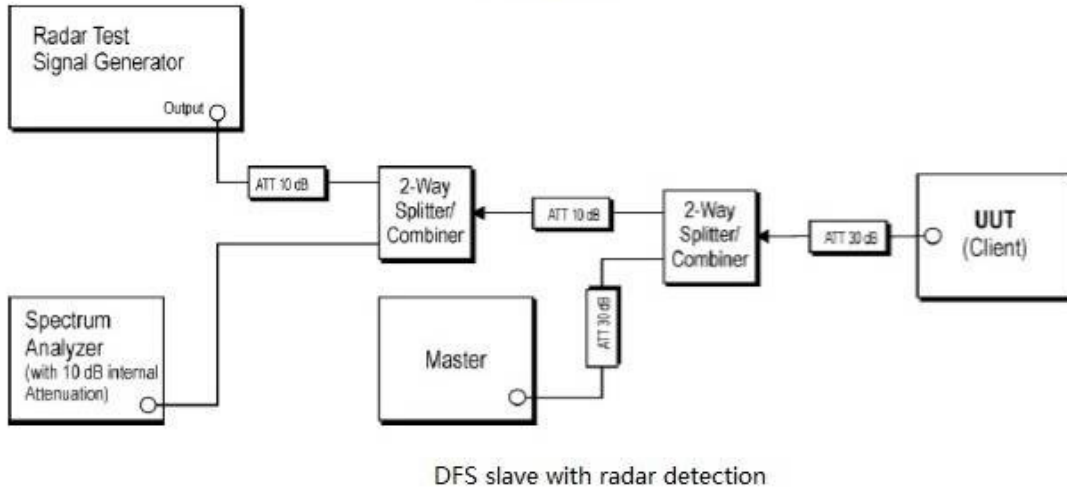 Radar Test
Signal Generator
Output
ATT 10 dB
2-Way
Splitter/
Combiner
ATT 10 dB
2-Way
Splitter/
Combiner
ATT 30 dB
UUT
(Client)
Spectrum
Analyzer
(with 10 dB internal
Attenuation)
Master
ATT 30 dB
DFS slave with radar detection